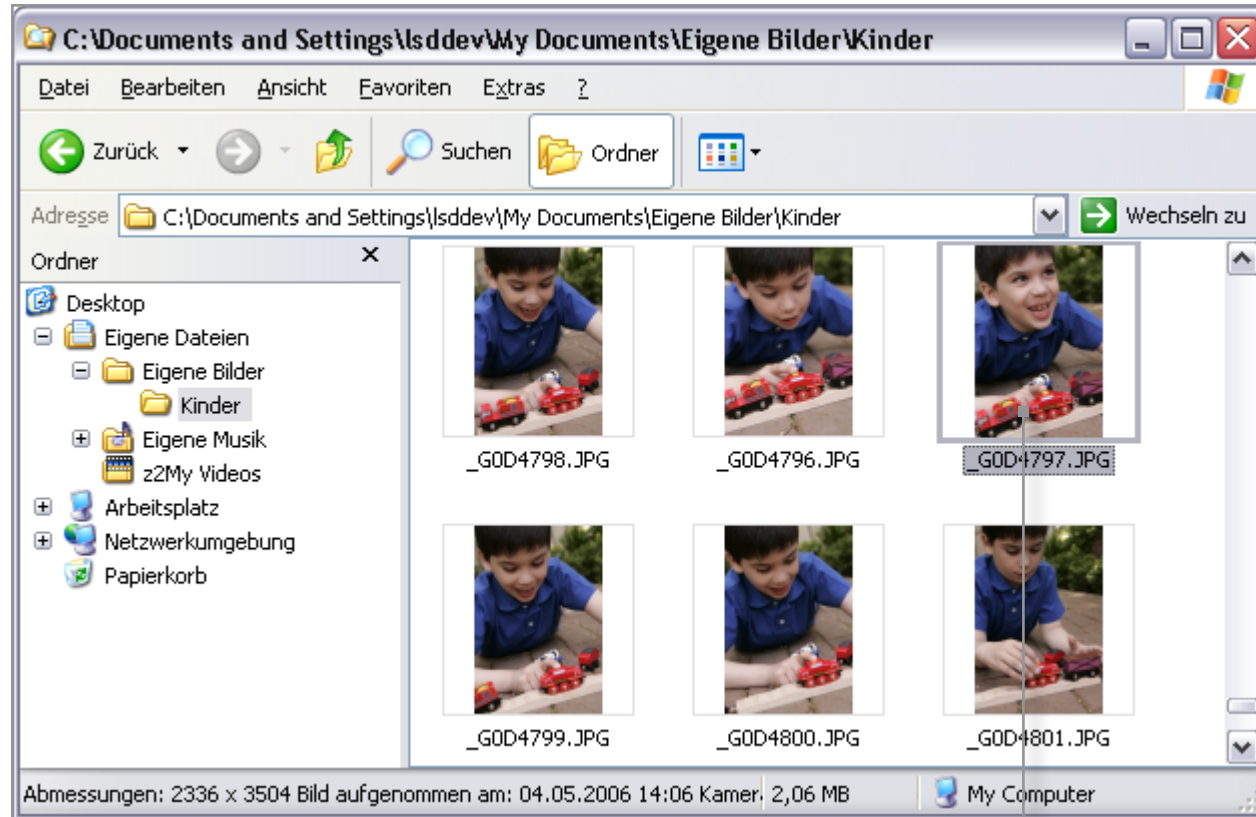 C:\Documents and Settings\lsddev\My Documents\Eigene Bilder\Kinder
Datei Bearbeiten Ansicht Favoriten Extras ?
Zurück Suchen Ordner
Adresse C:\Documents and Settings\lsddev\My Documents\Eigene Bilder\Kinder Wechseln zu
Ordner
Desktop
Eigene Dateien
Eigene Bilder
Kinder
Eigene Musik
z2My Videos
Arbeitsplatz
Netzwerkumgebung
Papierkorb
_G0D4798.JPG _G0D4796.JPG _G0D4797.JPG
_G0D4799.JPG _G0D4800.JPG _G0D4801.JPG
Abmessungen: 2336 x 3504 Bild aufgenommen am: 04.05.2006 14:06 Kamer 2,06 MB My Computer